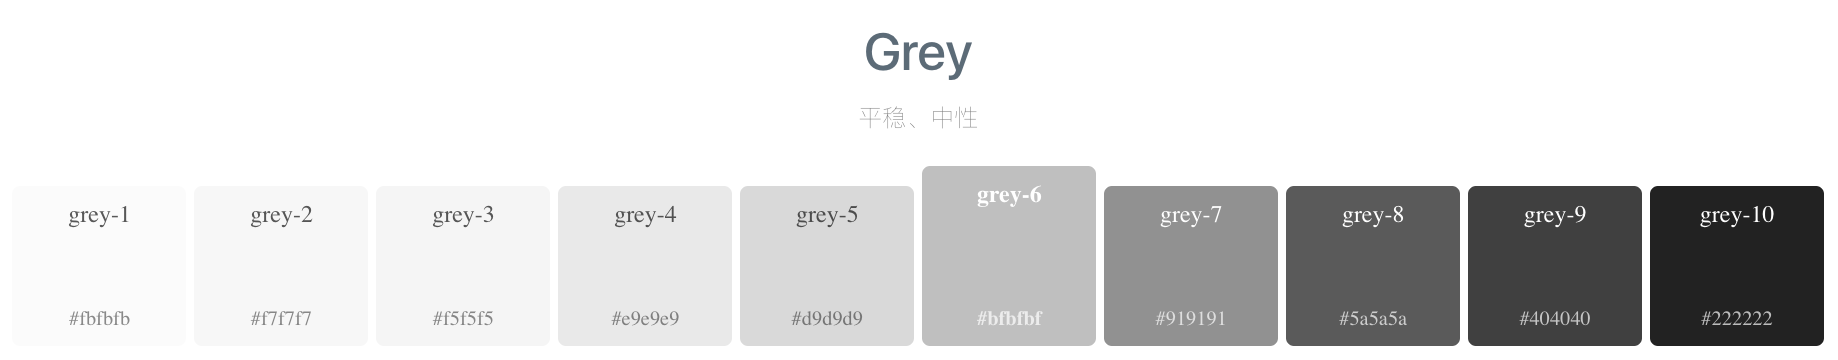 Grey
平稳、中性
grey-1 grey-2 grey-3 grey-4 grey-5 grey-6 grey-7 grey-8 grey-9 grey-10
#fbfbfb #f7f7f7 #f5f5f5 #e9e9e9 #d9d9d9 #bfbfbf #919191 #5a5a5a #404040 #222222